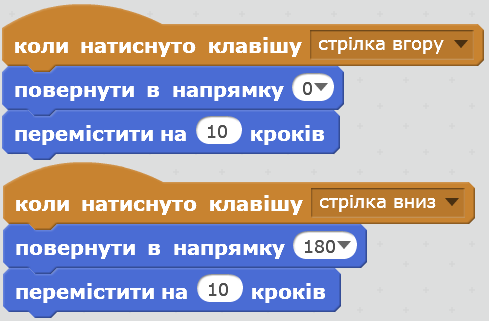 коли натиснуто клавішу стрілка вгору
повернути в напрямку 0
перемістити на 10 кроків
коли натиснуто клавішу стрілка вниз
повернути в напрямку 180
перемістити на 10 кроків